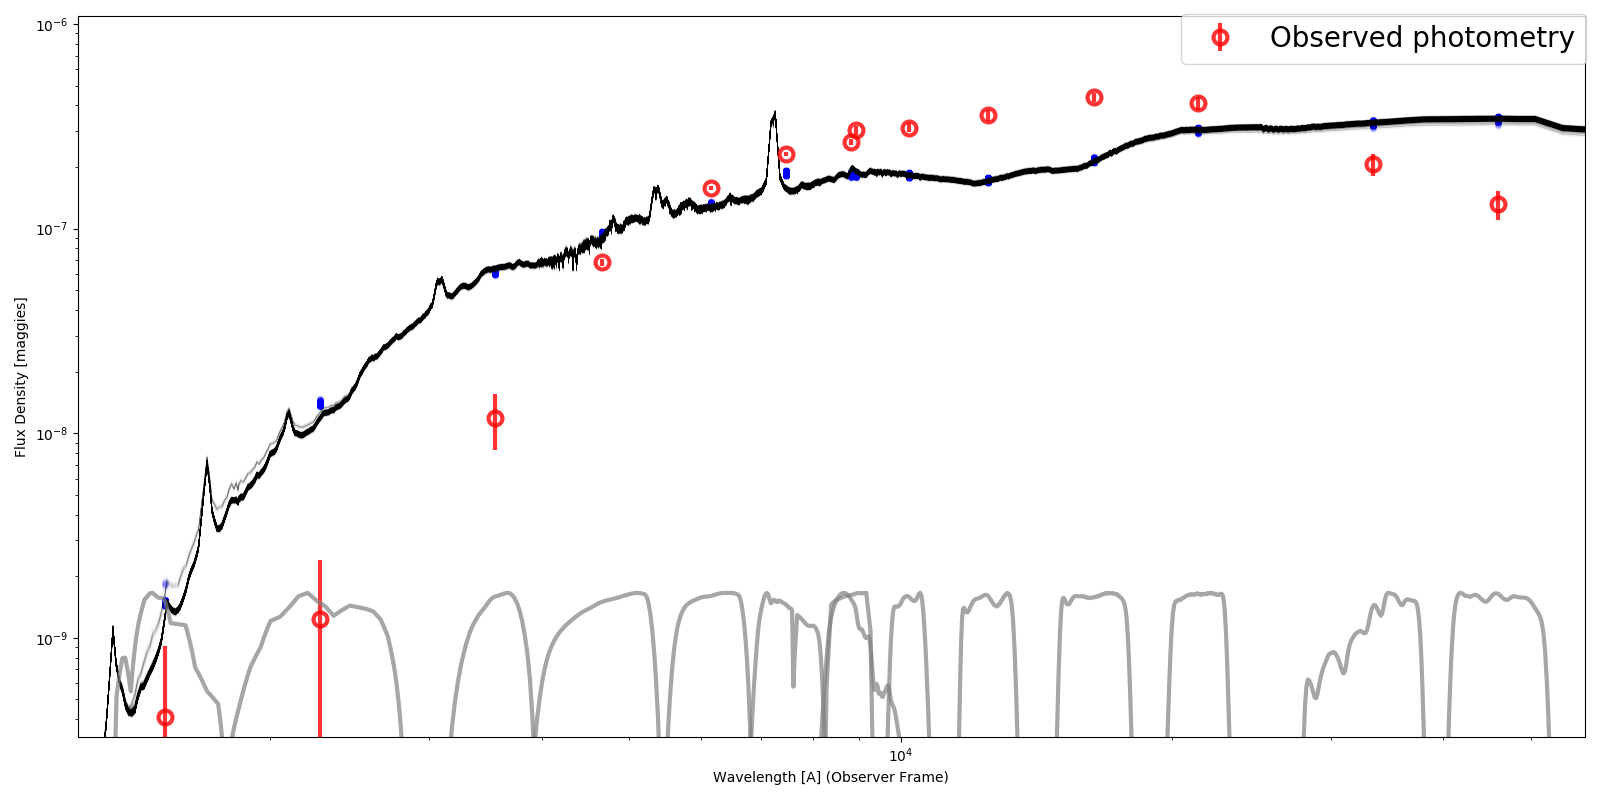 Observed photometry
10⁻⁶
10⁻⁷
10⁻⁸
10⁻⁹
Flux Density [maggies]
10⁴
Wavelength [A] (Observer Frame)